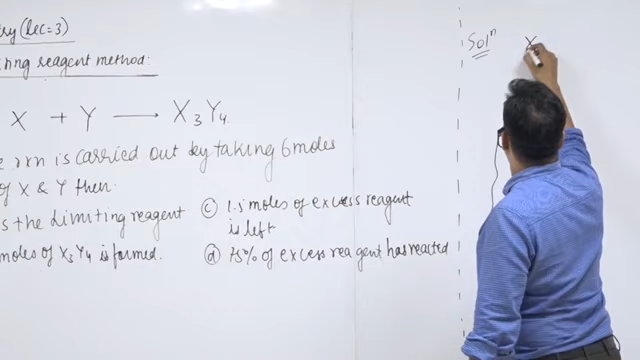 try (Lec=3)
ng reagent method:
X + Y → X₃Y₄
rxn is carried out by taking 6 moles
of X & Y then.
s the Limiting reagent
moles of X₃Y₄ is formed.
(c) 1.5 moles of excess reagent
is left
(d) 75% of excess reagent has reacted
Solⁿ
X